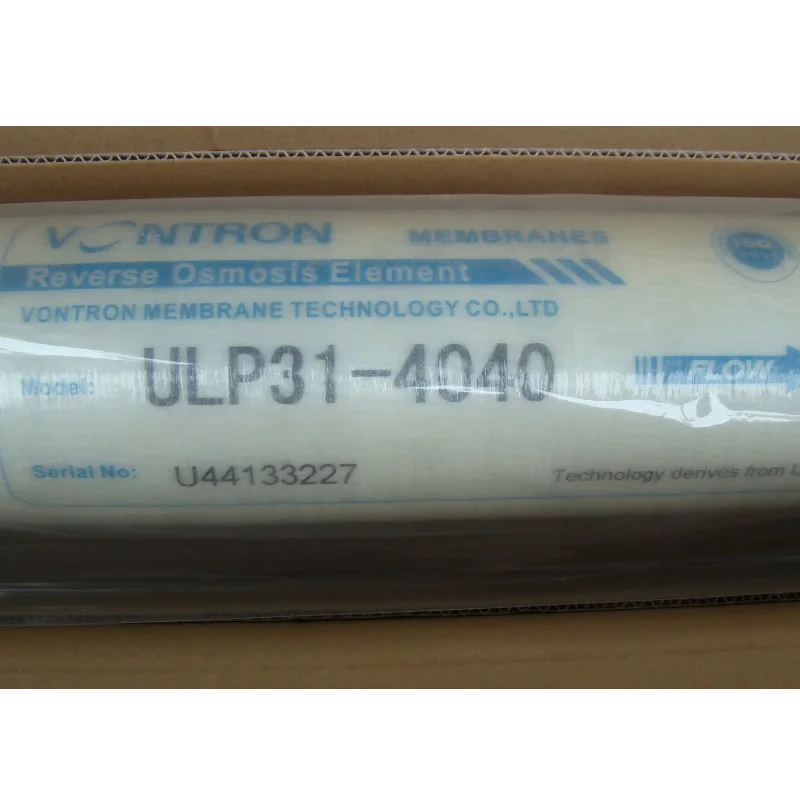 VONTRON MEMBRANES
ISO
Reverse Osmosis Element
VONTRON MEMBRANE TECHNOLOGY CO.,LTD
Model: ULP31-4040
FLOW
Serial No: U44133227
Technology derives from